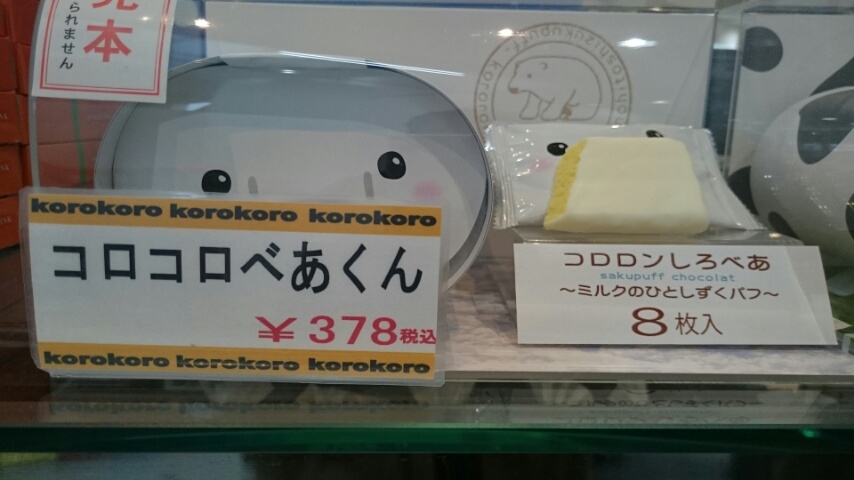 見本
られません
korokoro korokoro korokoro
コロコロべあくん
￥378税込
korokoro korokoro korokoro
コロロンしろべあ
sakupuff chocolat
～ミルクのひとしずくパフ～
8枚入